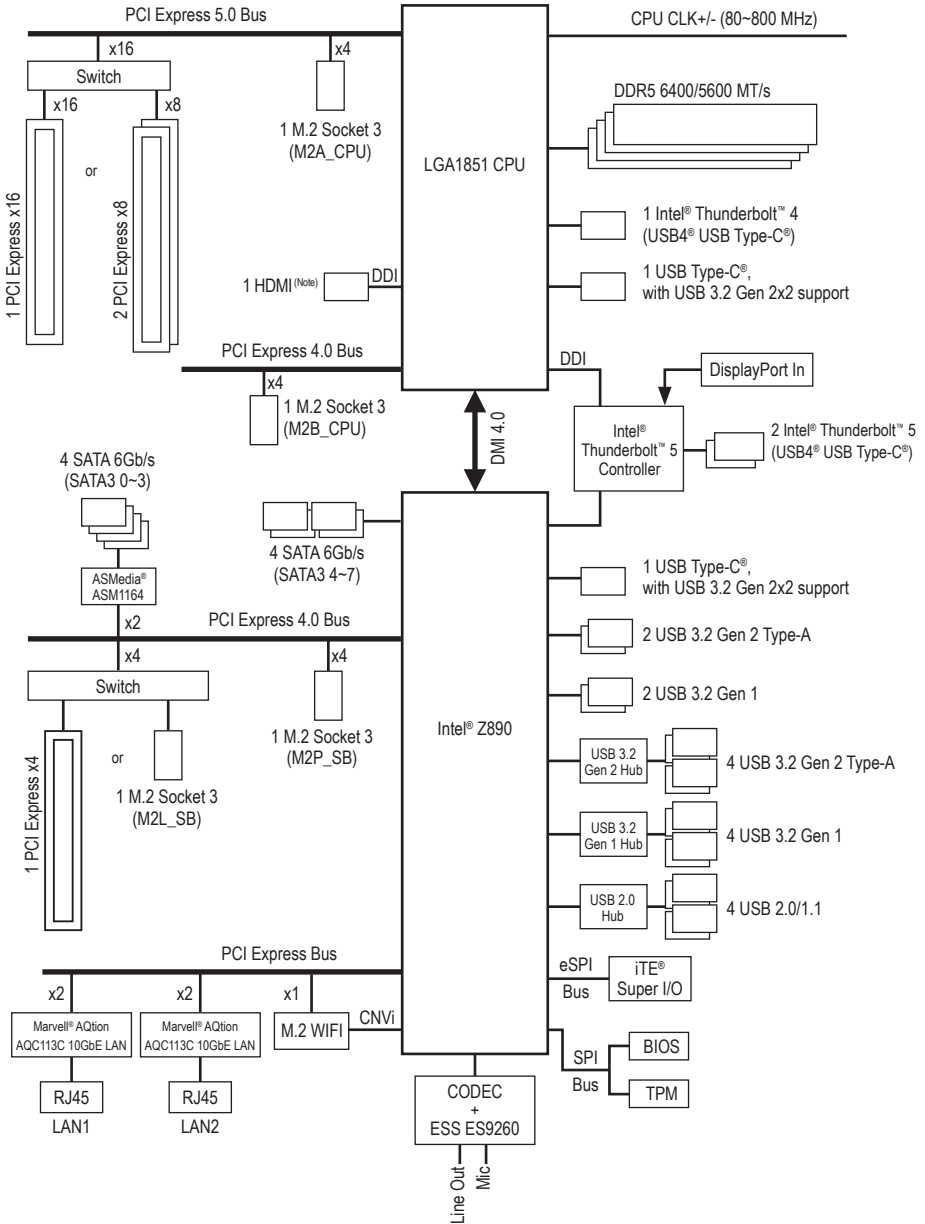 PCI Express 5.0 Bus
CPU CLK+/- (80~800 MHz)
x16
x4
Switch
x16
x8
1 M.2 Socket 3
(M2A_CPU)
DDR5 6400/5600 MT/s
LGA1851 CPU
or
1 PCI Express x16
2 PCI Express x8
1 Intel® Thunderbolt™ 4
(USB4® USB Type-C®)
1 HDMI (Note)
DDI
1 USB Type-C®,
with USB 3.2 Gen 2x2 support
PCI Express 4.0 Bus
DDI
DisplayPort In
x4
1 M.2 Socket 3
(M2B_CPU)
DMI 4.0
Intel®
Thunderbolt™ 5
Controller
2 Intel® Thunderbolt™ 5
(USB4® USB Type-C®)
4 SATA 6Gb/s
(SATA3 0~3)
4 SATA 6Gb/s
(SATA3 4~7)
ASMedia®
ASM1164
1 USB Type-C®,
with USB 3.2 Gen 2x2 support
x2
PCI Express 4.0 Bus
2 USB 3.2 Gen 2 Type-A
x4
x4
Switch
2 USB 3.2 Gen 1
Intel® Z890
1 M.2 Socket 3
(M2P_SB)
or
1 PCI Express x4
1 M.2 Socket 3
(M2L_SB)
USB 3.2
Gen 2 Hub
4 USB 3.2 Gen 2 Type-A
USB 3.2
Gen 1 Hub
4 USB 3.2 Gen 1
USB 2.0
Hub
4 USB 2.0/1.1
PCI Express Bus
eSPI
Bus
iTE®
Super I/O
x2
x2
x1
Marvell® AQtion
AQC113C 10GbE LAN
Marvell® AQtion
AQC113C 10GbE LAN
M.2 WIFI
CNVi
SPI
Bus
BIOS
TPM
RJ45
LAN1
RJ45
LAN2
CODEC
+
ESS ES9260
Line Out
Mic